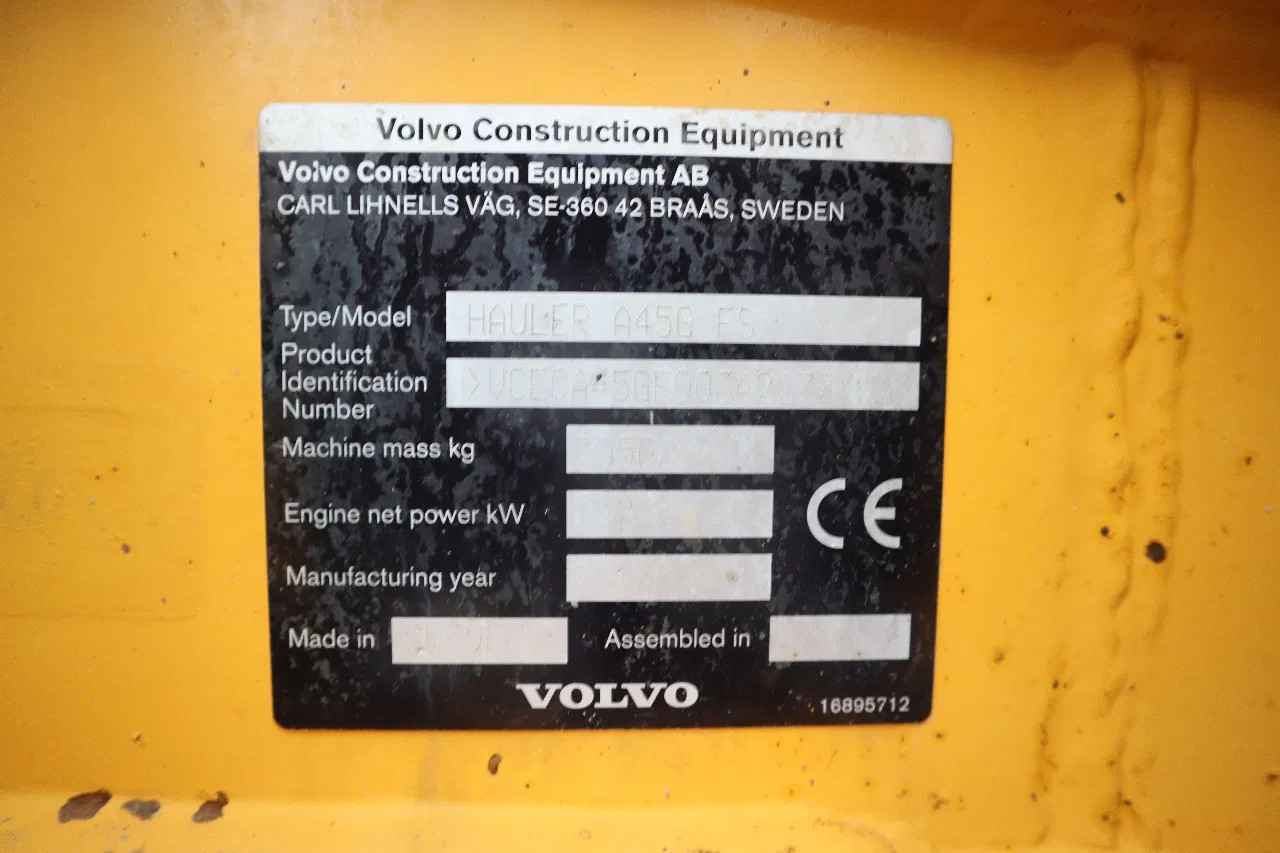 Volvo Construction Equipment
Volvo Construction Equipment AB
CARL LIHNELLS VÄG, SE-360 42 BRAÅS, SWEDEN
Type/Model HAULER A45G FS
Product
Identification
Number
Machine mass kg
Engine net power kW
CE
Manufacturing year
Made in
Assembled in
VOLVO
16895712